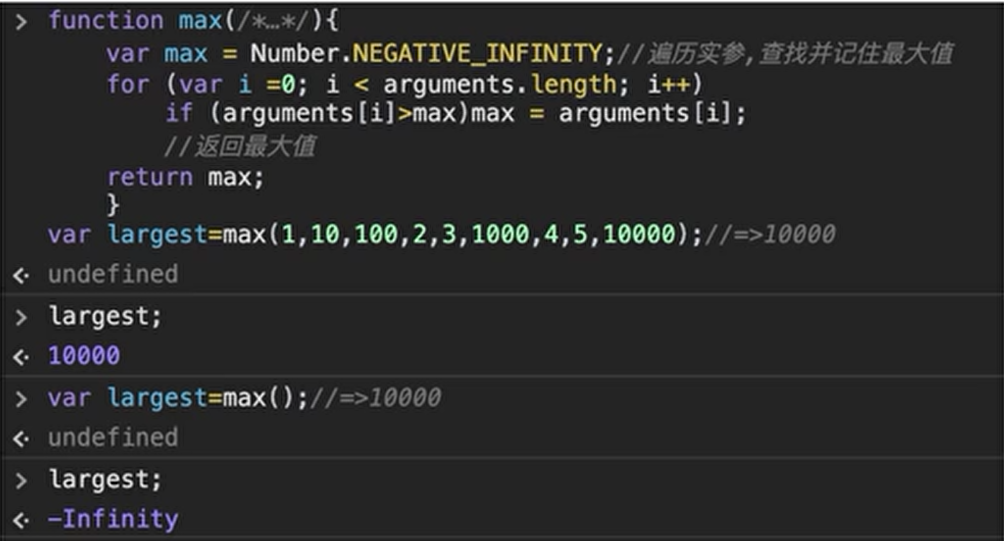 > function max(/*…*/){
var max = Number.NEGATIVE_INFINITY;//遍历实参,查找并记住最大值
for (var i =0; i < arguments.length; i++)
if (arguments[i]>max)max = arguments[i];
//返回最大值
return max;
}
var largest=max(1,10,100,2,3,1000,4,5,10000);//=>10000
undefined
> largest;
10000
> var largest=max();//=>10000
undefined
> largest;
-Infinity